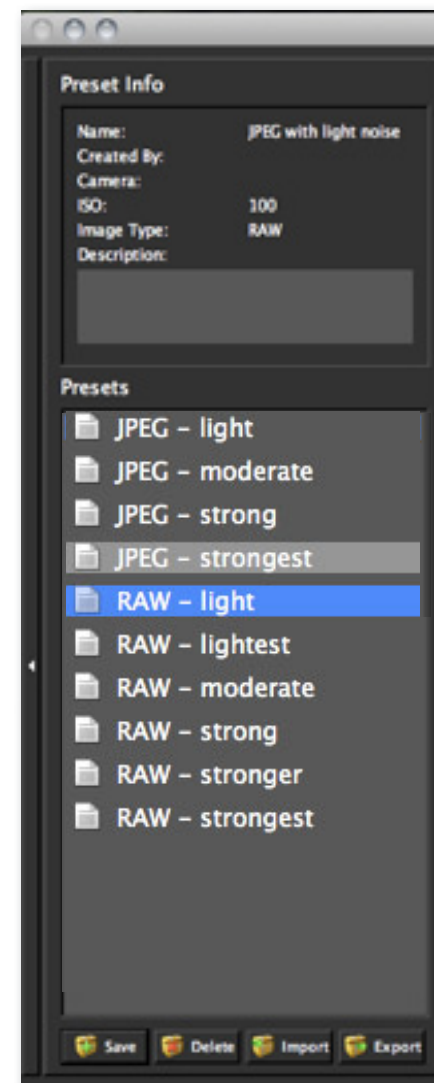 Preset Info
Name: JPEG with light noise
Created By:
Camera:
ISO: 100
Image Type: RAW
Description:
Presets
JPEG – light
JPEG – moderate
JPEG – strong
JPEG – strongest
RAW – light
RAW – lightest
RAW – moderate
RAW – strong
RAW – stronger
RAW – strongest
Save Delete Import Export